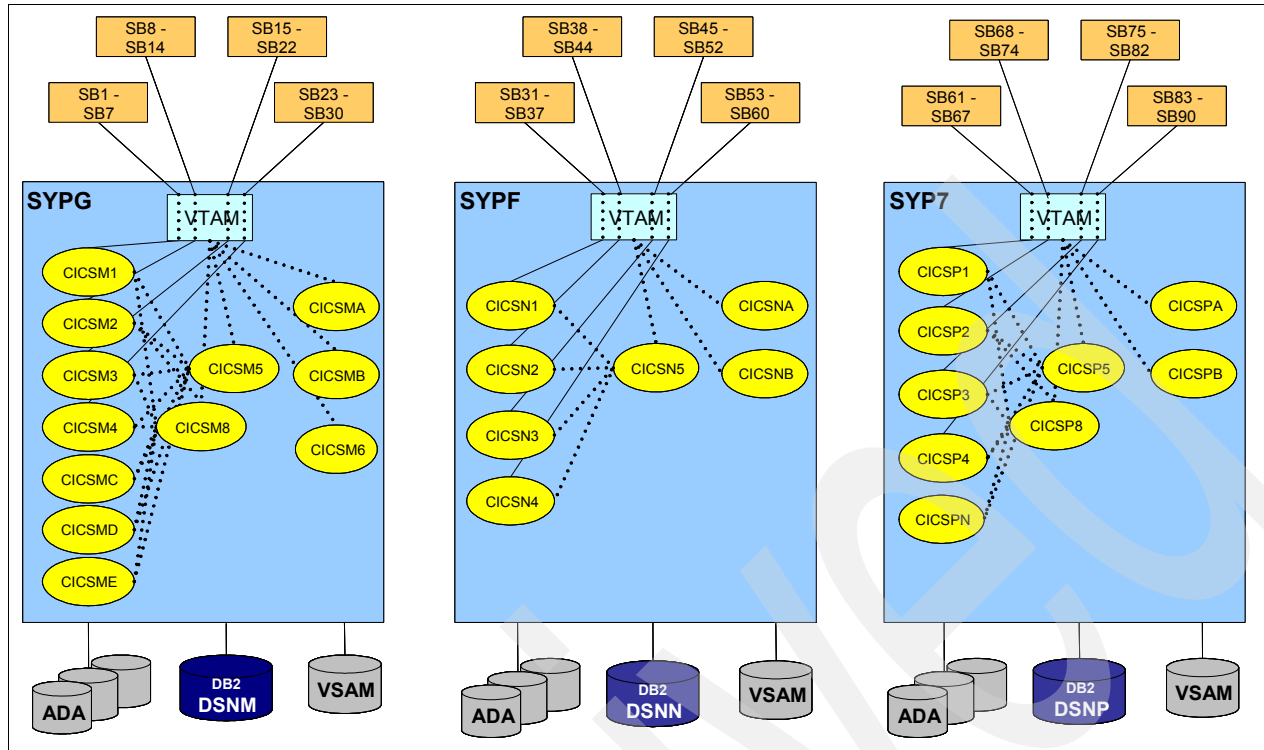 SB8 -
SB14
SB15 -
SB22
SB1 -
SB7
SB23 -
SB30
SYPG
VTAM
CICSM1
CICSM2
CICSM3
CICSM4
CICSMC
CICSMD
CICSME
CICSM5
CICSM8
CICSMA
CICSMB
CICSM6
ADA
DB2
DSNM
VSAM
SB38 -
SB44
SB45 -
SB52
SB31 -
SB37
SB53 -
SB60
SYPF
VTAM
CICSN1
CICSN2
CICSN3
CICSN4
CICSN5
CICSNA
CICSNB
ADA
DB2
DSNN
VSAM
SB68 -
SB74
SB75 -
SB82
SB61 -
SB67
SB83 -
SB90
SYP7
VTAM
CICSP1
CICSP2
CICSP3
CICSP4
CICSPN
CICSP5
CICSP8
CICSPA
CICSPB
ADA
DB2
DSNP
VSAM